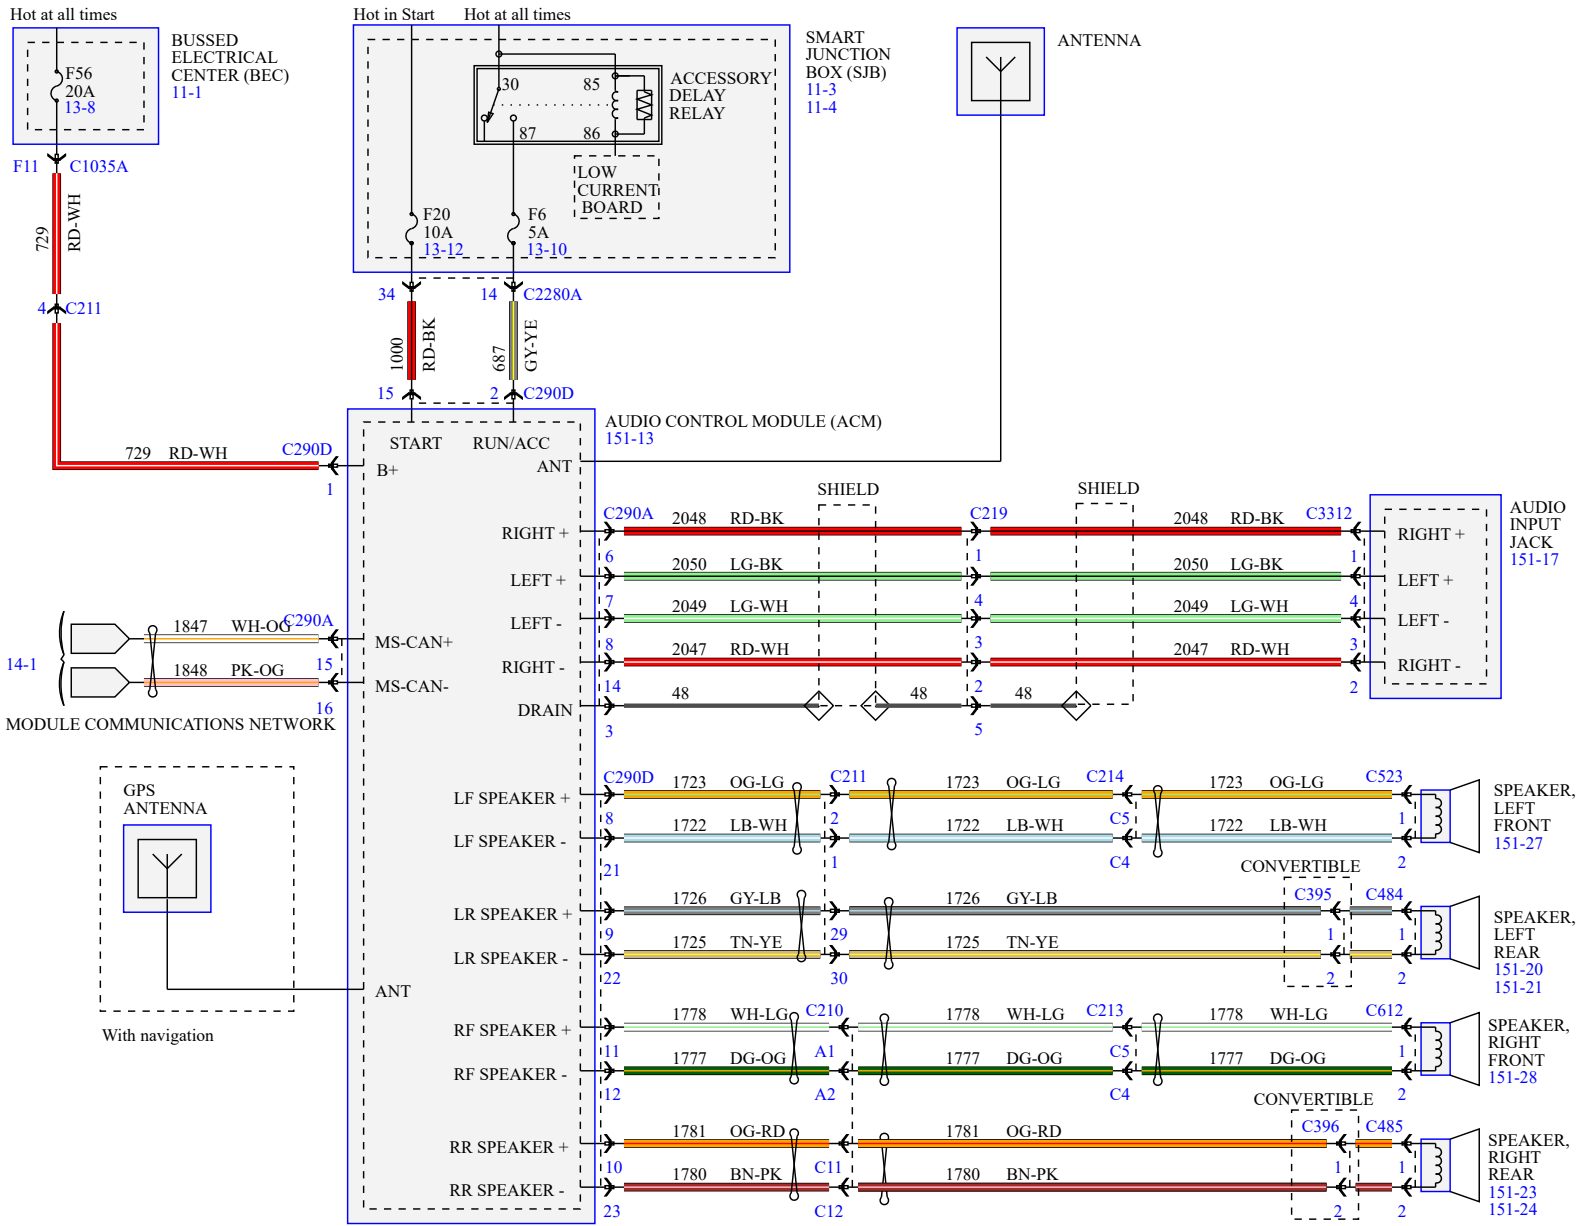 Hot at all times
BUSSED
ELECTRICAL
CENTER (BEC)
11-1
F56
20A
13-8
F11
C1035A
729
RD-WH
4
C211
729
RD-WH
C290D
1
Hot in Start
Hot at all times
SMART
JUNCTION
BOX (SJB)
11-3
11-4
30
85
87
86
ACCESSORY
DELAY
RELAY
LOW
CURRENT
BOARD
F20
10A
13-12
F6
5A
13-10
34
14
C2280A
1000
RD-BK
687
GY-YE
15
2
C290D
ANTENNA
AUDIO CONTROL MODULE (ACM)
151-13
START
RUN/ACC
B+
ANT
RIGHT +
LEFT +
LEFT -
RIGHT -
DRAIN
MS-CAN+
MS-CAN-
C290A
1847
WH-OG
15
1848
PK-OG
16
14-1
MODULE COMMUNICATIONS NETWORK
SHIELD
SHIELD
C290A
2048
RD-BK
C219
2048
RD-BK
C3312
6
1
1
2050
LG-BK
2050
LG-BK
7
4
4
2049
LG-WH
2049
LG-WH
8
3
3
2047
RD-WH
2047
RD-WH
14
2
2
48
48
48
3
5
RIGHT +
LEFT +
LEFT -
RIGHT -
AUDIO
INPUT
JACK
151-17
GPS
ANTENNA
With navigation
ANT
LF SPEAKER +
LF SPEAKER -
LR SPEAKER +
LR SPEAKER -
RF SPEAKER +
RF SPEAKER -
RR SPEAKER +
RR SPEAKER -
C290D
1723
OG-LG
C211
1723
OG-LG
C214
1723
OG-LG
C523
8
2
C5
1
1722
LB-WH
1722
LB-WH
1722
LB-WH
21
1
C4
2
SPEAKER,
LEFT
FRONT
151-27
CONVERTIBLE
1726
GY-LB
1726
GY-LB
C395
C484
9
29
1
1
1725
TN-YE
1725
TN-YE
22
30
2
2
SPEAKER,
LEFT
REAR
151-20
151-21
1778
WH-LG
C210
1778
WH-LG
C213
1778
WH-LG
C612
11
A1
C5
1
1777
DG-OG
1777
DG-OG
1777
DG-OG
12
A2
C4
2
SPEAKER,
RIGHT
FRONT
151-28
CONVERTIBLE
1781
OG-RD
1781
OG-RD
C396
C485
10
C11
1
1
1780
BN-PK
1780
BN-PK
23
C12
2
2
SPEAKER,
RIGHT
REAR
151-23
151-24